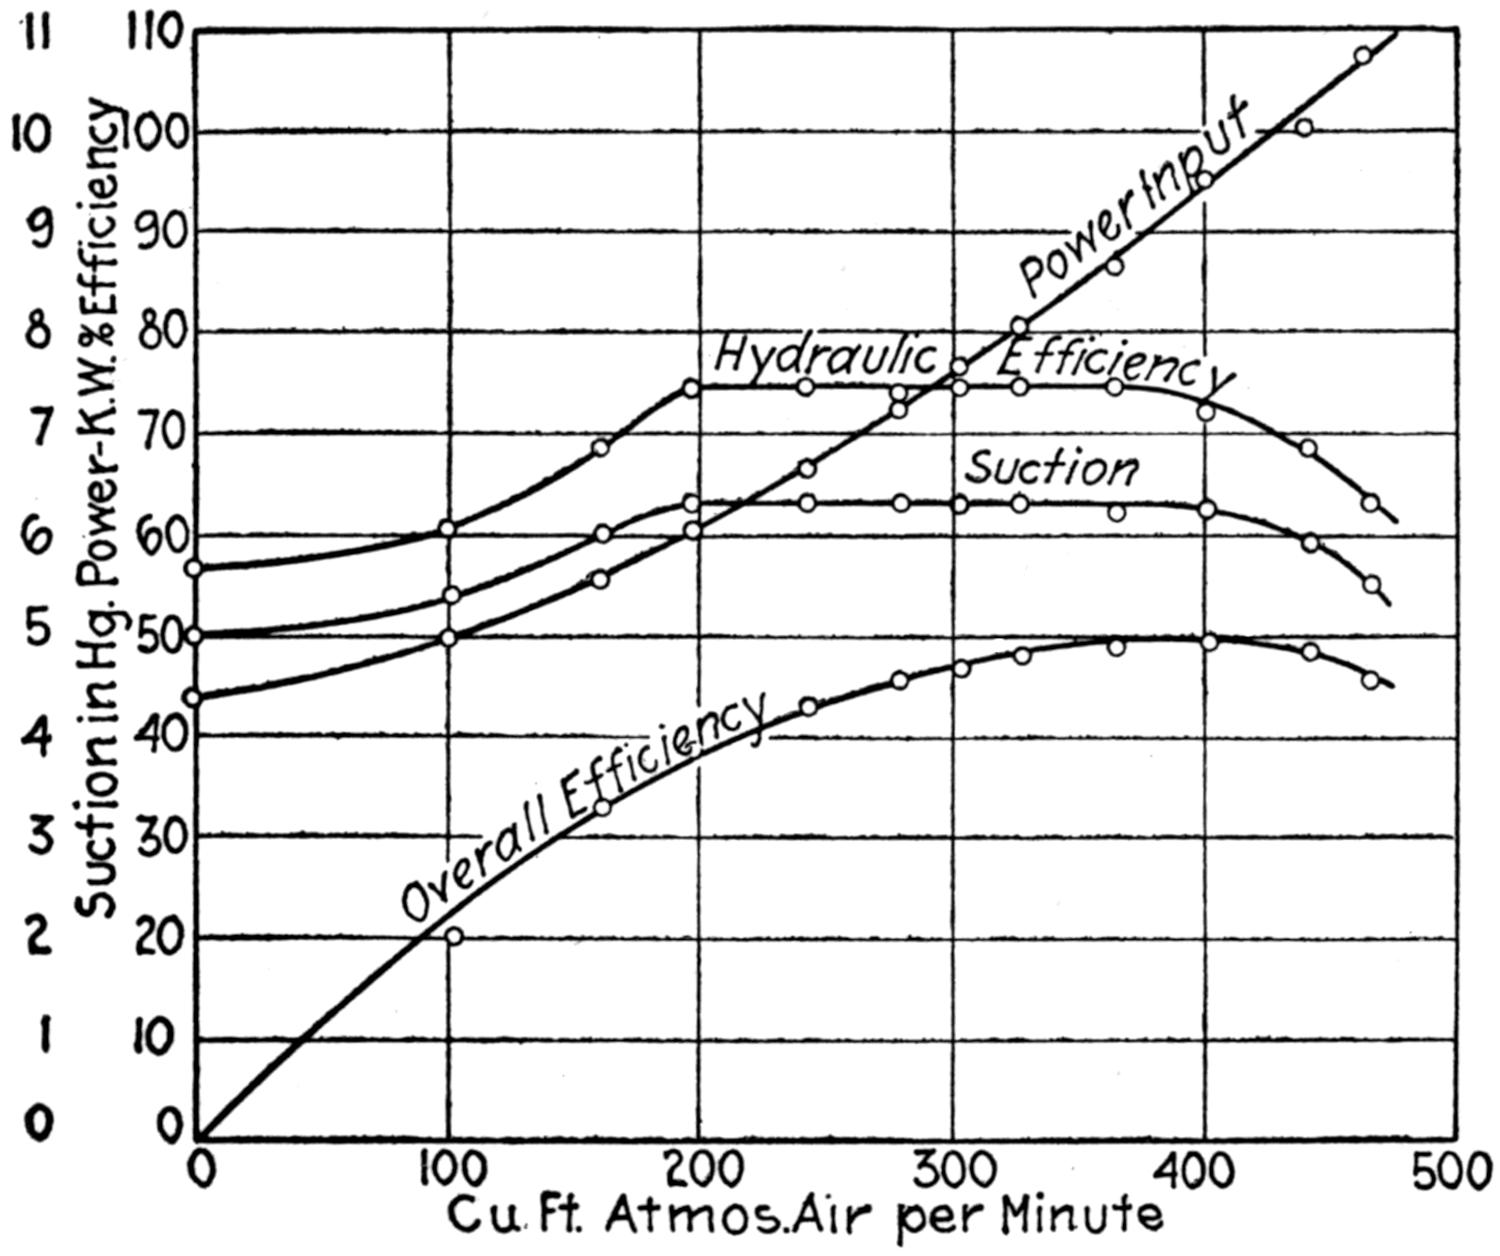 11 110
10 100
9 90
8 80
7 70
6 60
5 50
4 40
3 30
2 20
1 10
0 0
Suction in Hg. Power-K.W.% Efficiency
Power Input
Hydraulic Efficiency
Suction
Overall Efficiency
0 100 200 300 400 500
Cu. Ft. Atmos. Air per Minute